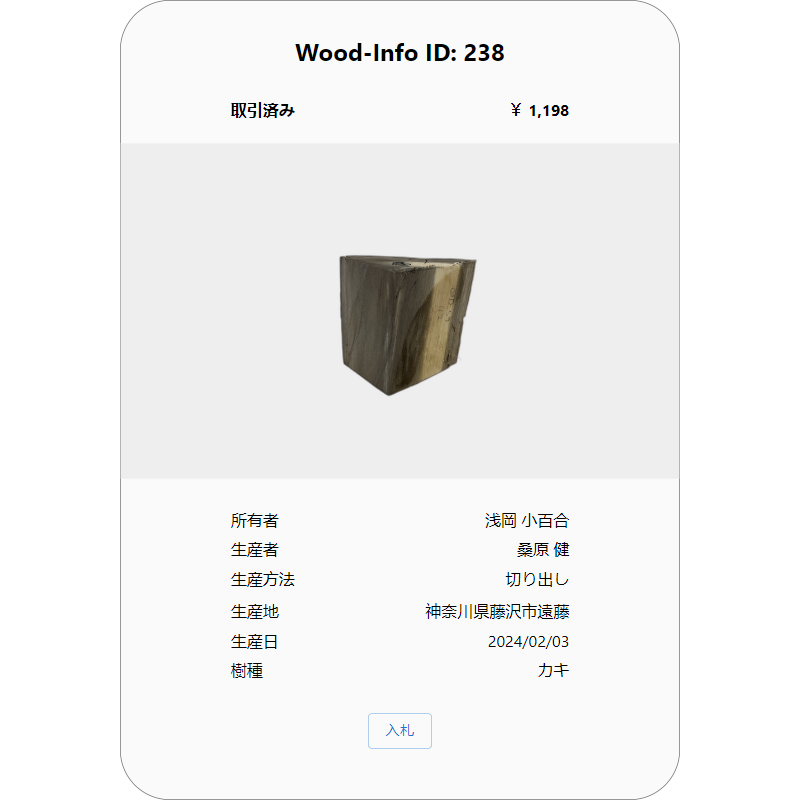 Wood-Info ID: 238
取引済み ¥ 1,198
所有者 浅岡 小百合
生産者 桑原 健
生産方法 切り出し
生産地 神奈川県藤沢市遠藤
生産日 2024/02/03
樹種 カキ
入札